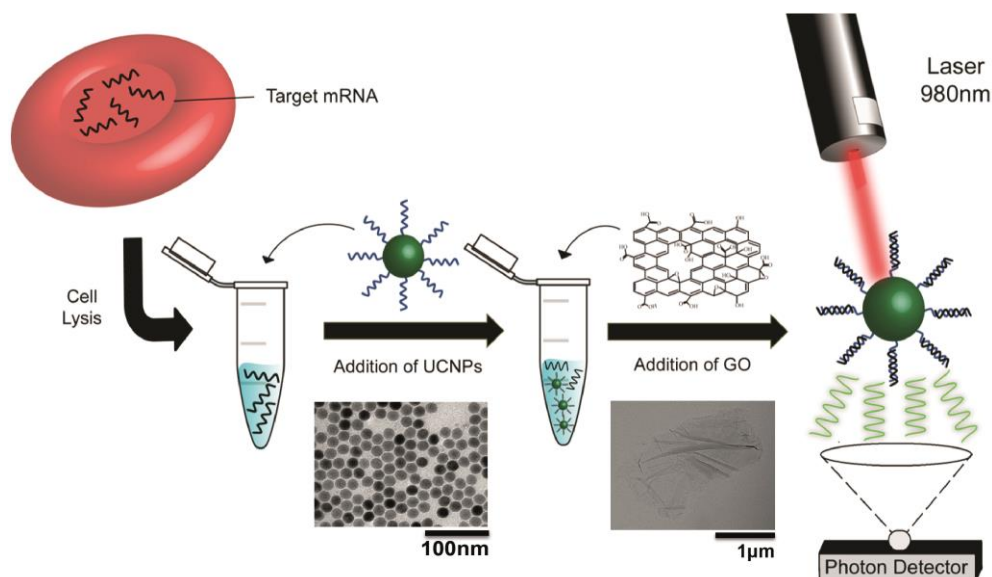 Target mRNA
Laser
980nm
Cell
Lysis
Addition of UCNPs
Addition of GO
100nm
1µm
Photon Detector